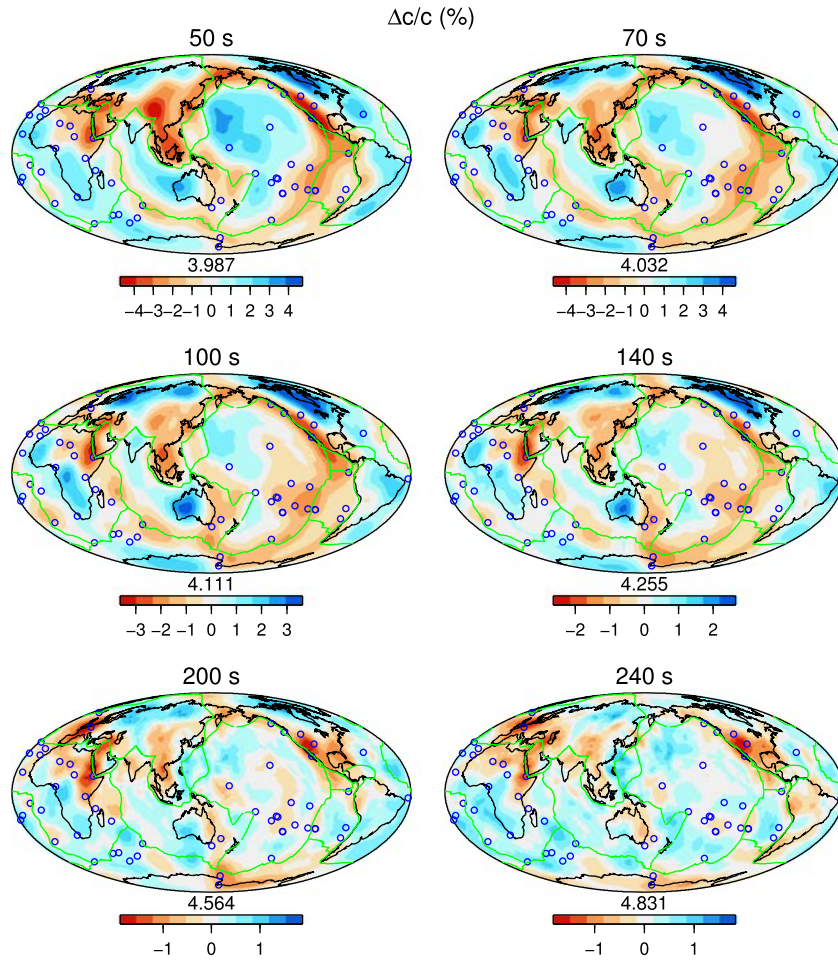 Δc/c (%)
50 s
70 s
3.987
4.032
−4−3−2−1 0 1 2 3 4
−4−3−2−1 0 1 2 3 4
100 s
140 s
4.111
4.255
−3 −2 −1 0 1 2 3
−2 −1 0 1 2
200 s
240 s
4.564
4.831
−1 0 1
−1 0 1